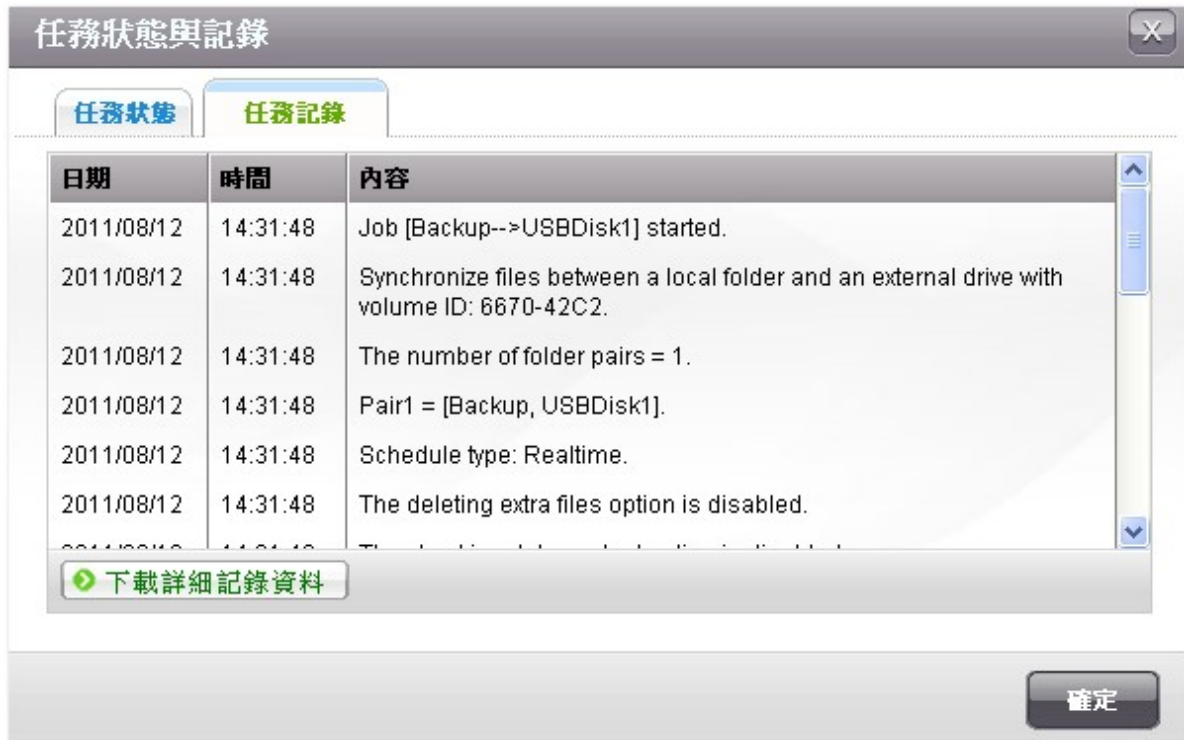 任務狀態與記錄
X
任務狀態
任務記錄
日期 時間 內容
2011/08/12 14:31:48 Job [Backup-->USBDisk1] started.
2011/08/12 14:31:48 Synchronize files between a local folder and an external drive with
volume ID: 6670-42C2.
2011/08/12 14:31:48 The number of folder pairs = 1.
2011/08/12 14:31:48 Pair1 = [Backup, USBDisk1].
2011/08/12 14:31:48 Schedule type: Realtime.
2011/08/12 14:31:48 The deleting extra files option is disabled.
下載詳細記錄資料
確定